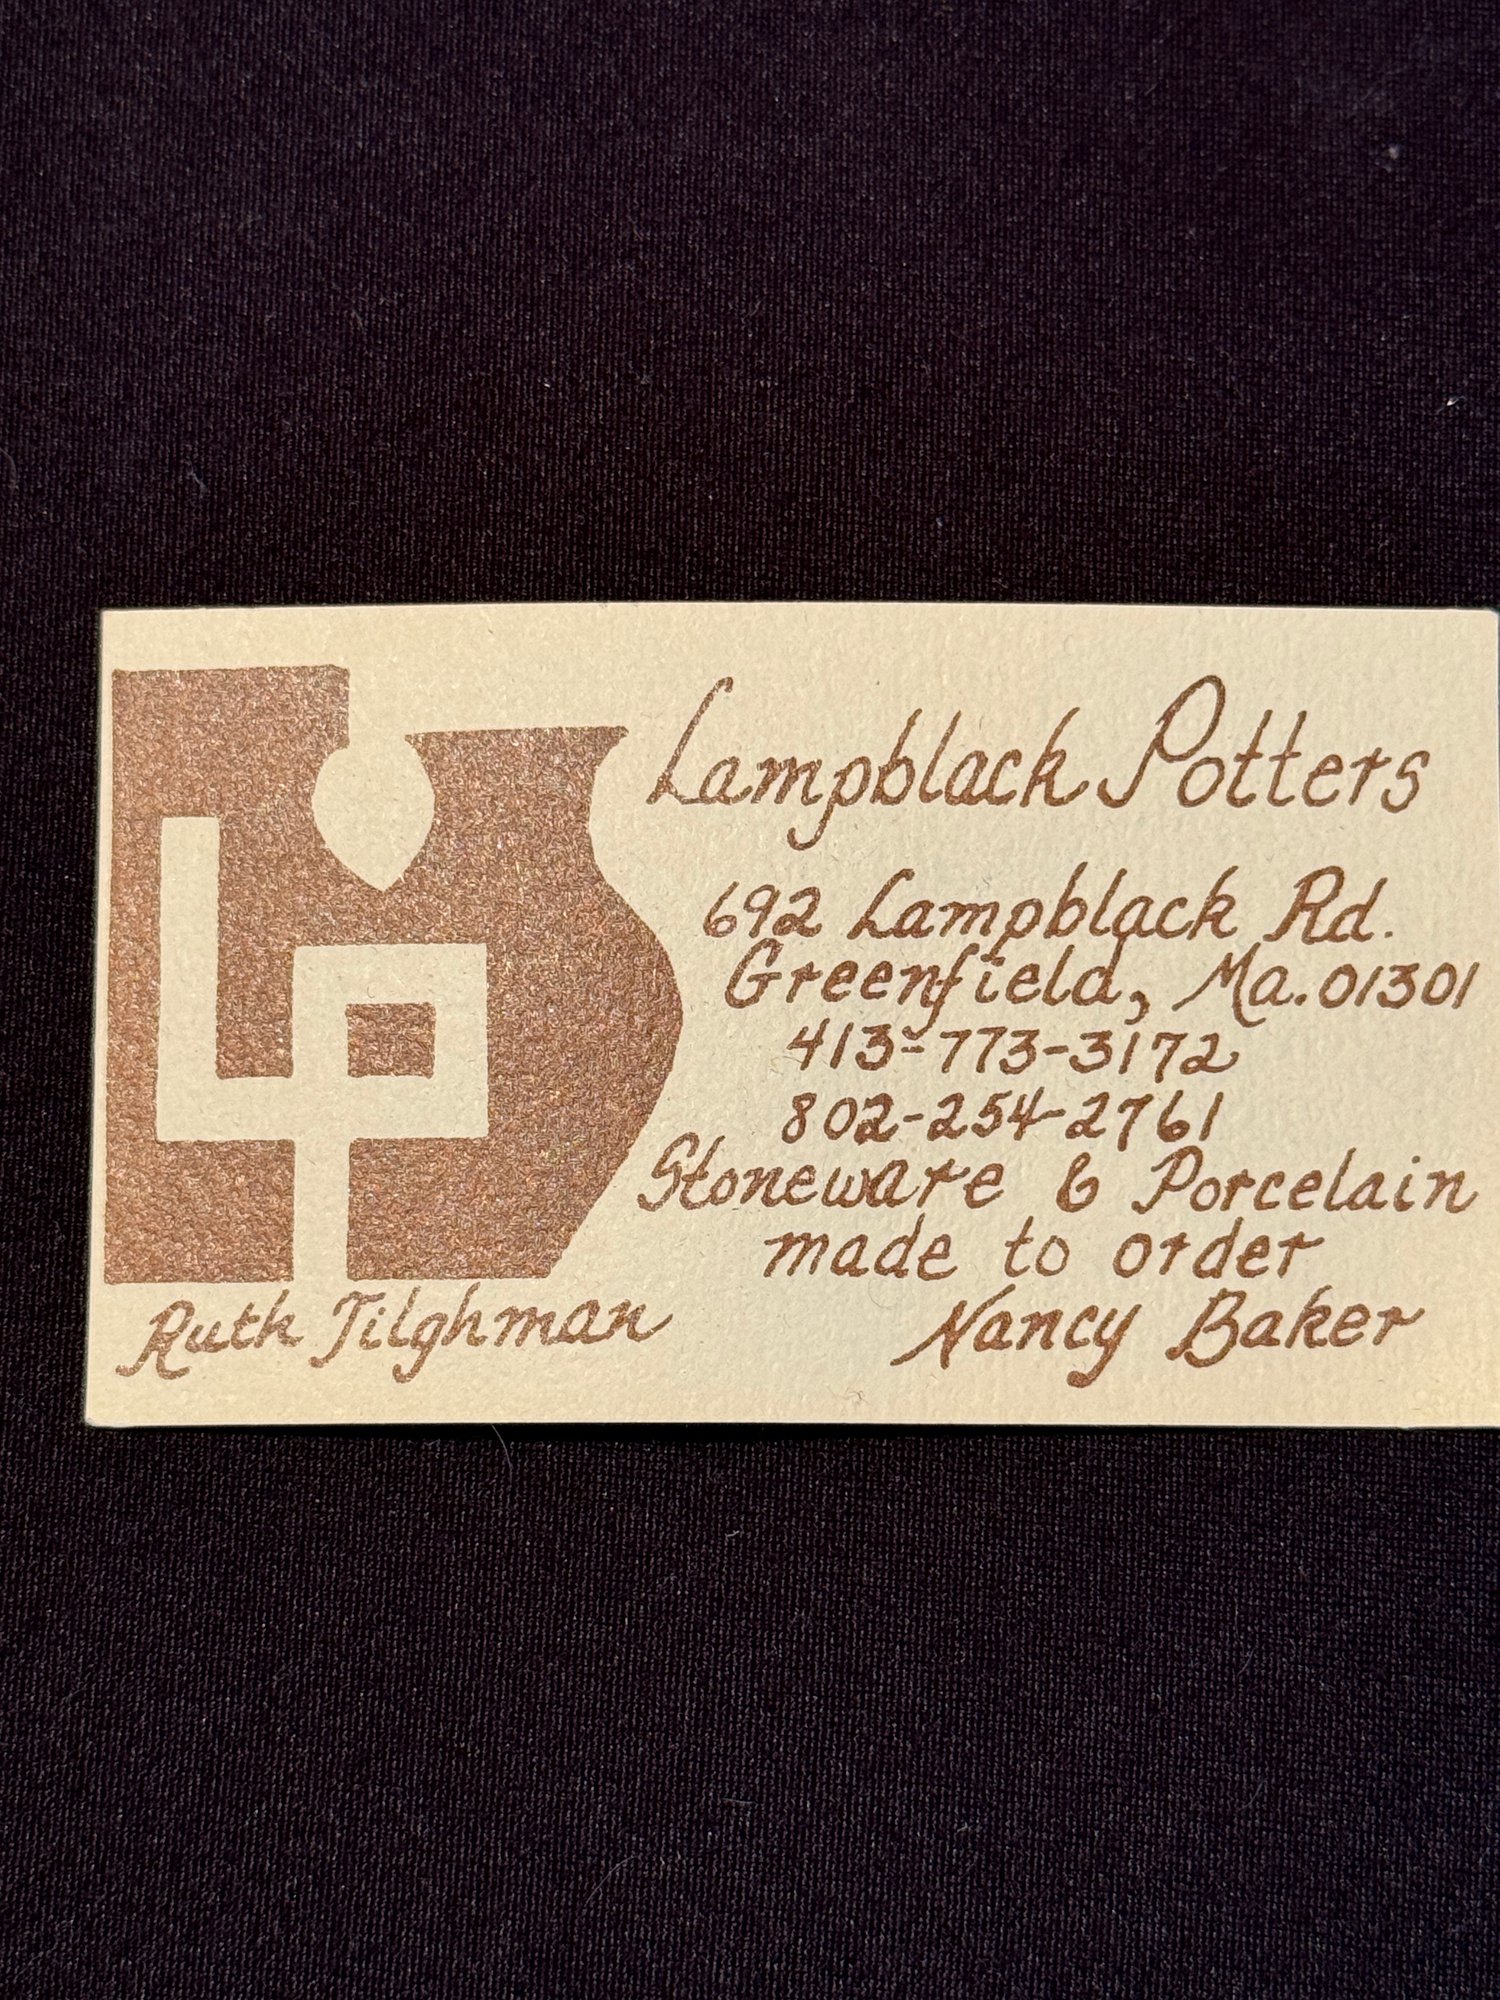 Lampblack Potters
692 Lampblack Rd.
Greenfield, Ma. 01301
413-773-3172
802-254-2761
Stoneware & Porcelain
made to order
Ruth Tilghman Nancy Baker
LP